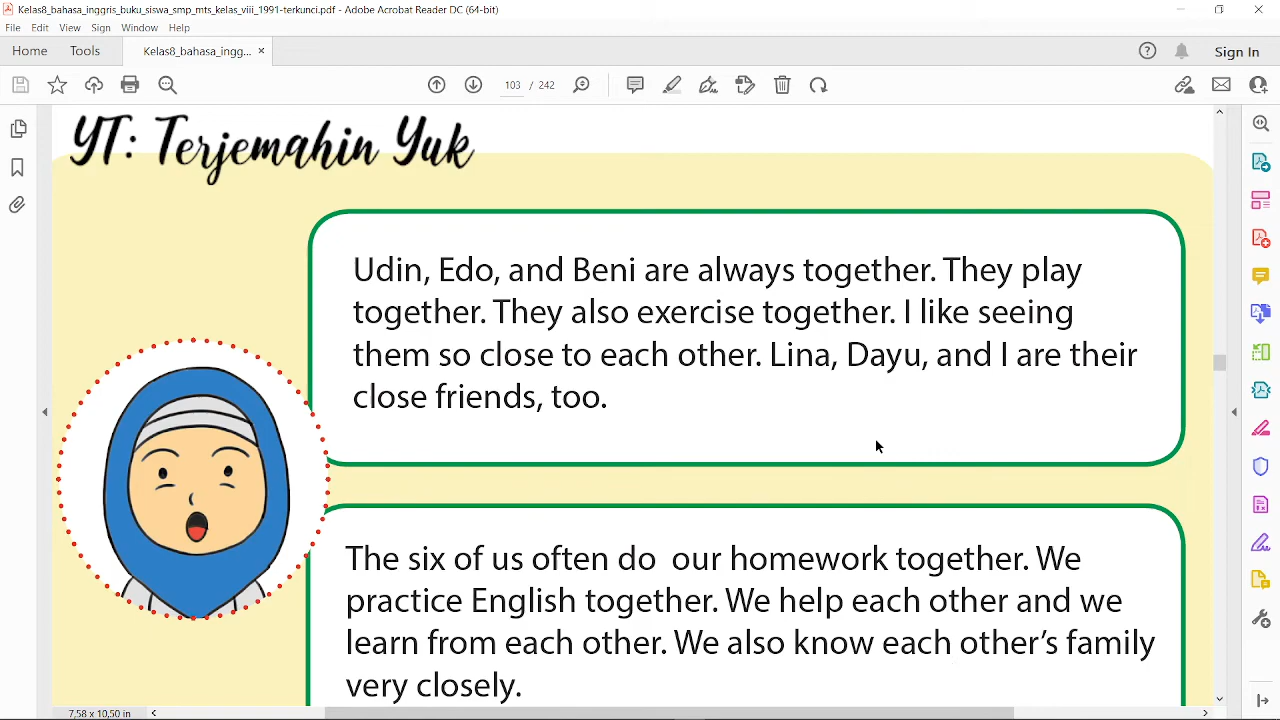 Kelas8_bahasa_inggris_buku_siswa_smp_mts_kelas_viii_1991-terkunci.pdf - Adobe Acrobat Reader DC (64-bit)
File Edit View Sign Window Help
Home Tools Kelas8_bahasa_ingg... × Sign In
103 / 242
YT: Terjemahin Yuk
Udin, Edo, and Beni are always together. They play
together. They also exercise together. I like seeing
them so close to each other. Lina, Dayu, and I are their
close friends, too.
The six of us often do our homework together. We
practice English together. We help each other and we
learn from each other. We also know each other's family
very closely.
7,58 x 10,50 in